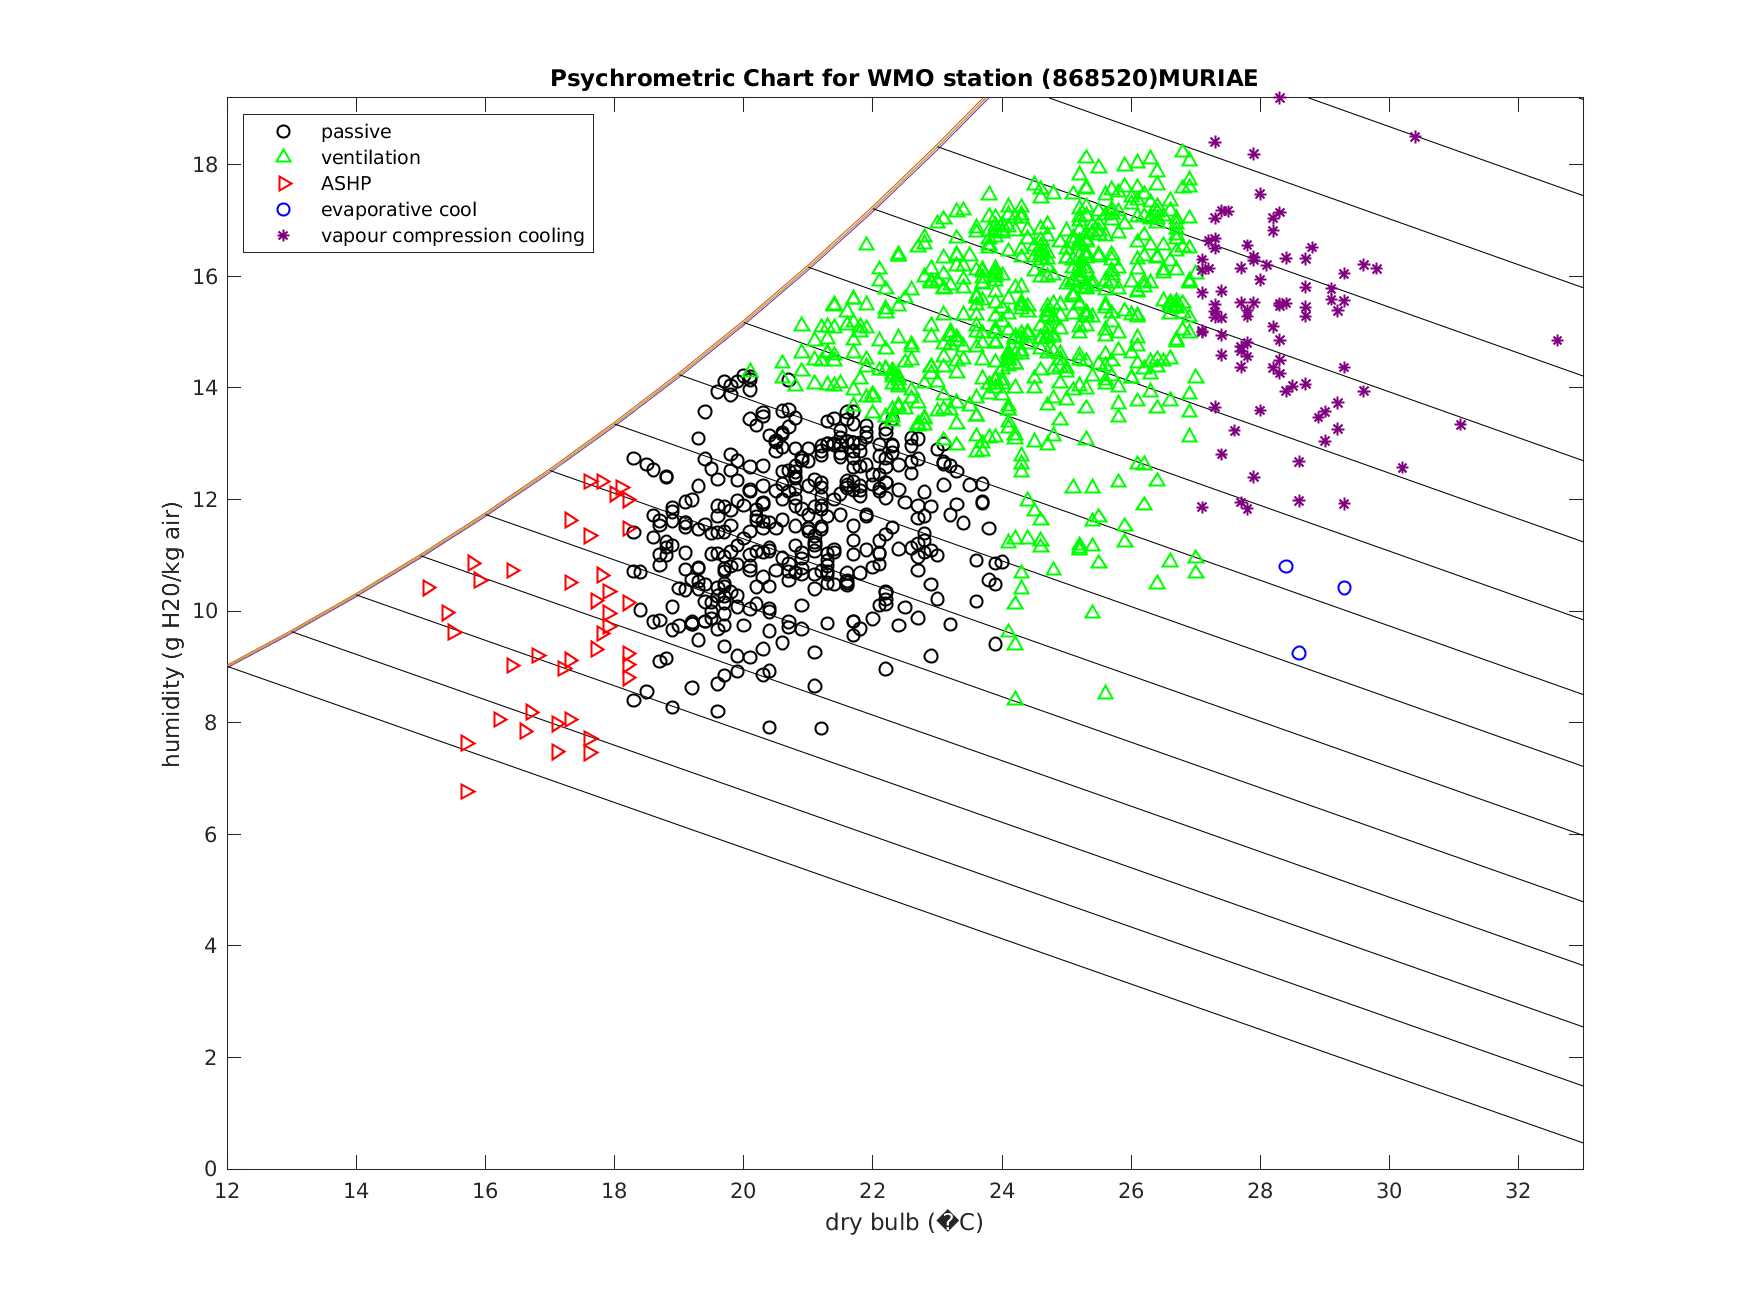 Psychrometric Chart for WMO station (868520)MURIAE
passive
ventilation
ASHP
evaporative cool
vapour compression cooling
humidity (g H20/kg air)
18
16
14
12
10
8
6
4
2
0
12 14 16 18 20 22 24 26 28 30 32
dry bulb (�C)